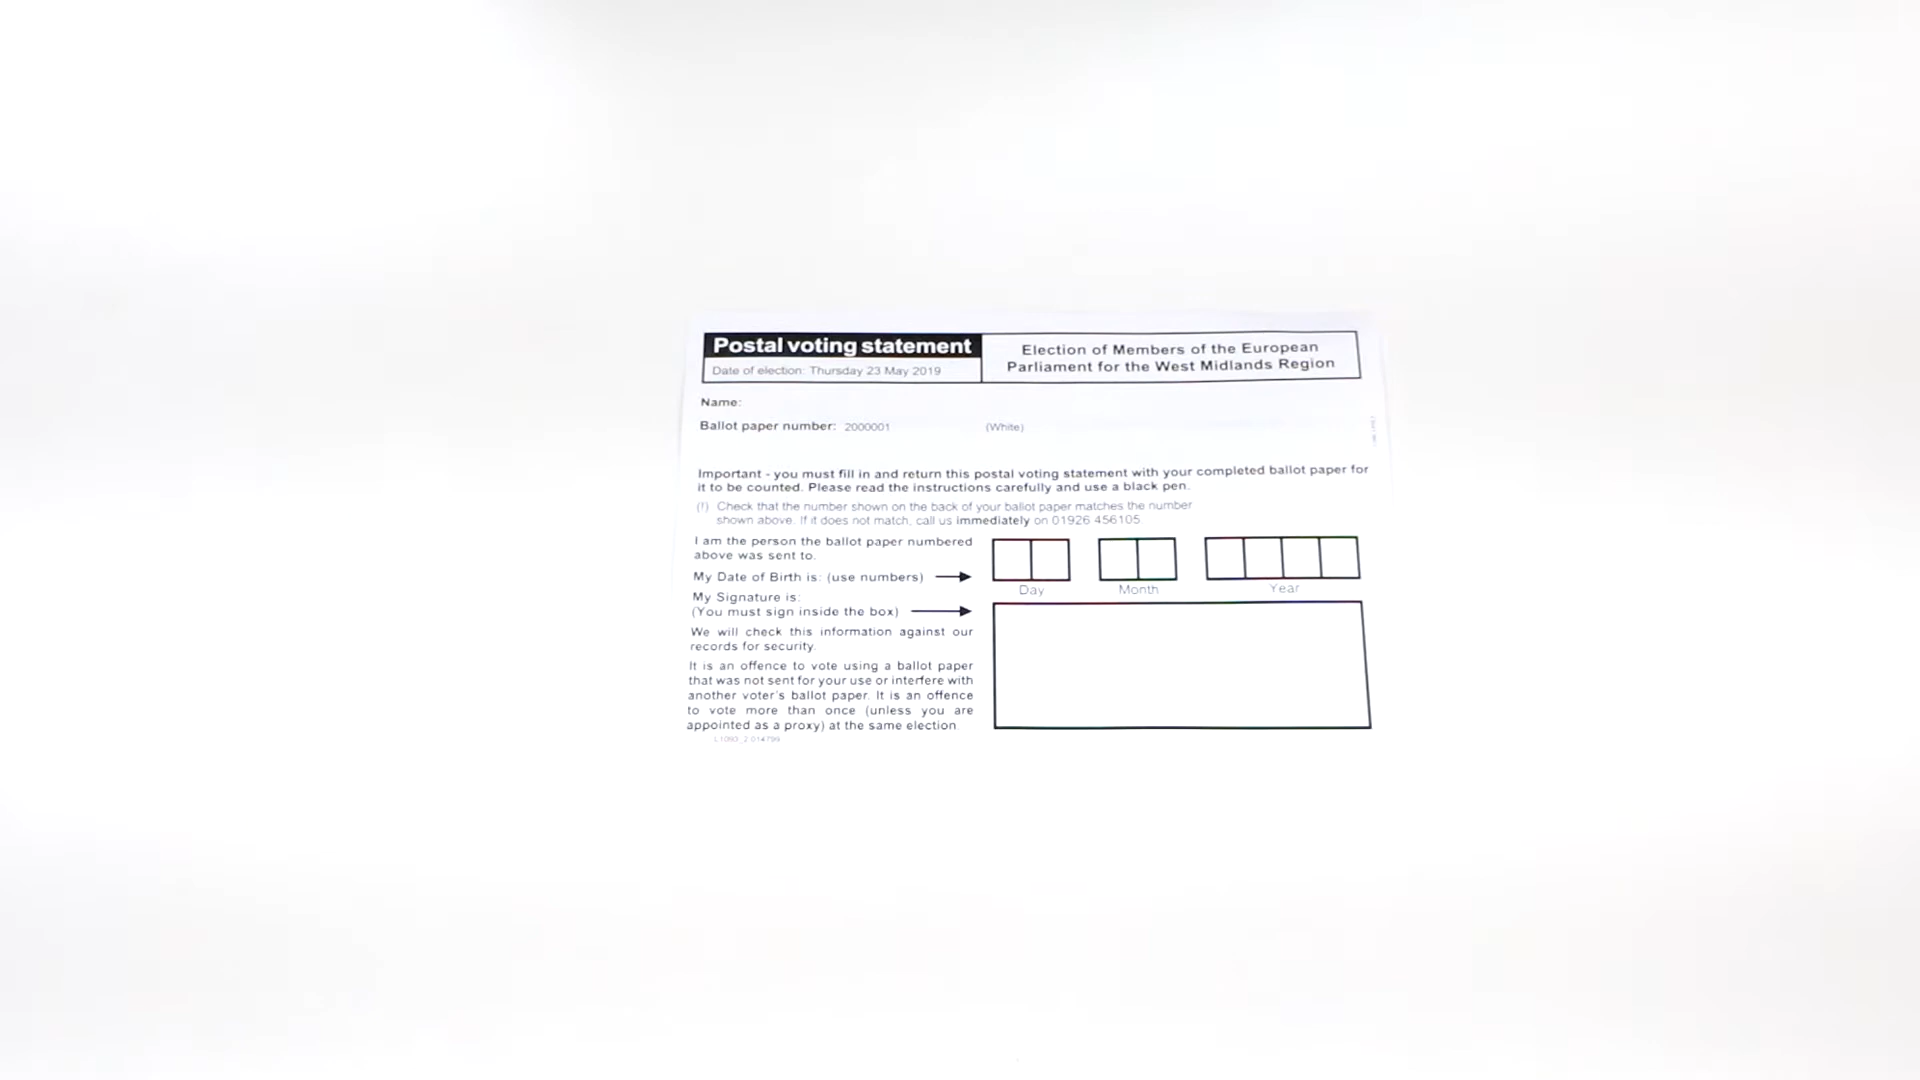 Postal voting statement
Date of election: Thursday 23 May 2019
Election of Members of the European
Parliament for the West Midlands Region
Name:
Ballot paper number: 2000001 (White)
Important - you must fill in and return this postal voting statement with your completed ballot paper for
it to be counted. Please read the instructions carefully and use a black pen.
(!) Check that the number shown on the back of your ballot paper matches the number
shown above. If it does not match, call us immediately on 01926 456105.
I am the person the ballot paper numbered
above was sent to.
My Date of Birth is: (use numbers)
Day Month Year
My Signature is:
(You must sign inside the box)
We will check this information against our
records for security.
It is an offence to vote using a ballot paper
that was not sent for your use or interfere with
another voter's ballot paper. It is an offence
to vote more than once (unless you are
appointed as a proxy) at the same election.